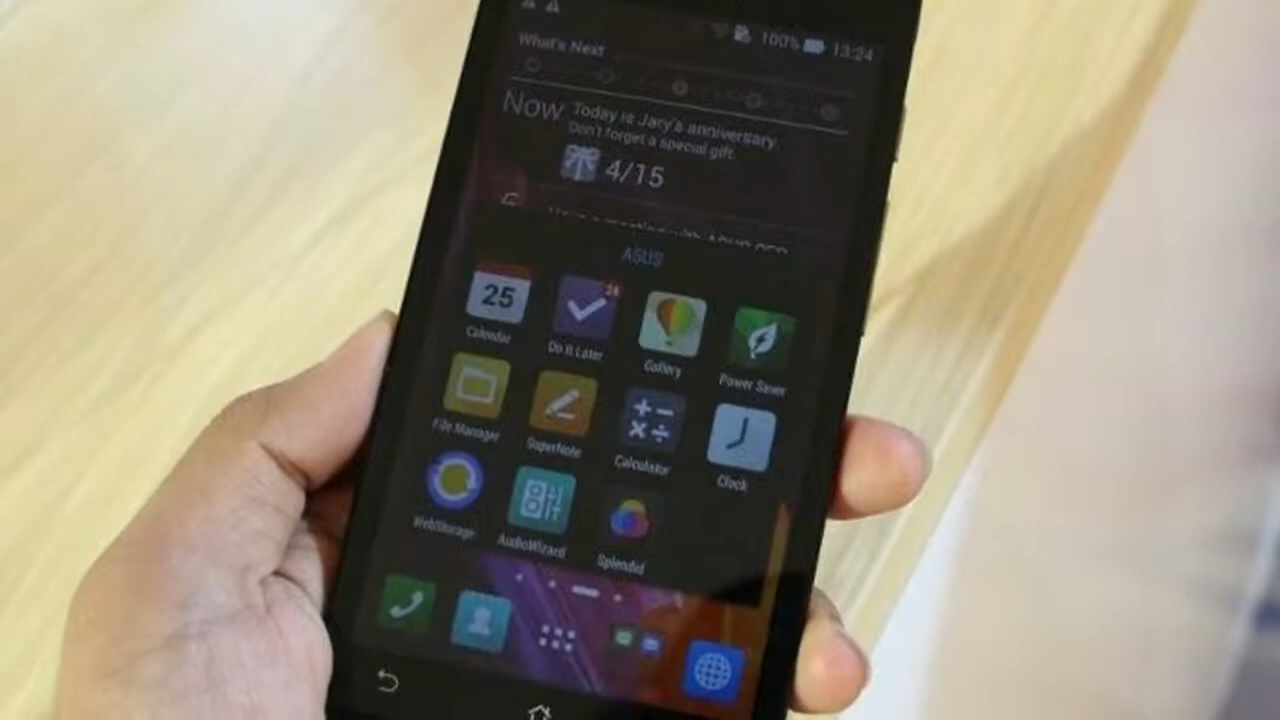 100% 13:24
What's Next
Now Today is Jary's anniversary
Don't forget a special gift.
4/15
ASUS
25
Calendar Do It Later Gallery Power Saver
File Manager SuperNote Calculator Clock
WebStorage AudioWizard Splendid